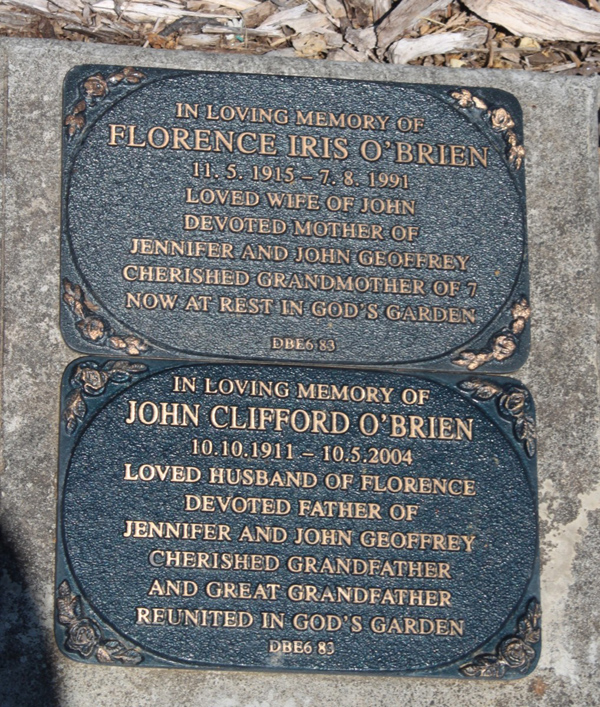 IN LOVING MEMORY OF
FLORENCE IRIS O'BRIEN
11. 5. 1915 – 7. 8. 1991
LOVED WIFE OF JOHN
DEVOTED MOTHER OF
JENNIFER AND JOHN GEOFFREY
CHERISHED GRANDMOTHER OF 7
NOW AT REST IN GOD'S GARDEN
DBE6 83
IN LOVING MEMORY OF
JOHN CLIFFORD O'BRIEN
10.10.1911 – 10.5.2004
LOVED HUSBAND OF FLORENCE
DEVOTED FATHER OF
JENNIFER AND JOHN GEOFFREY
CHERISHED GRANDFATHER
AND GREAT GRANDFATHER
REUNITED IN GOD'S GARDEN
DBE6 83